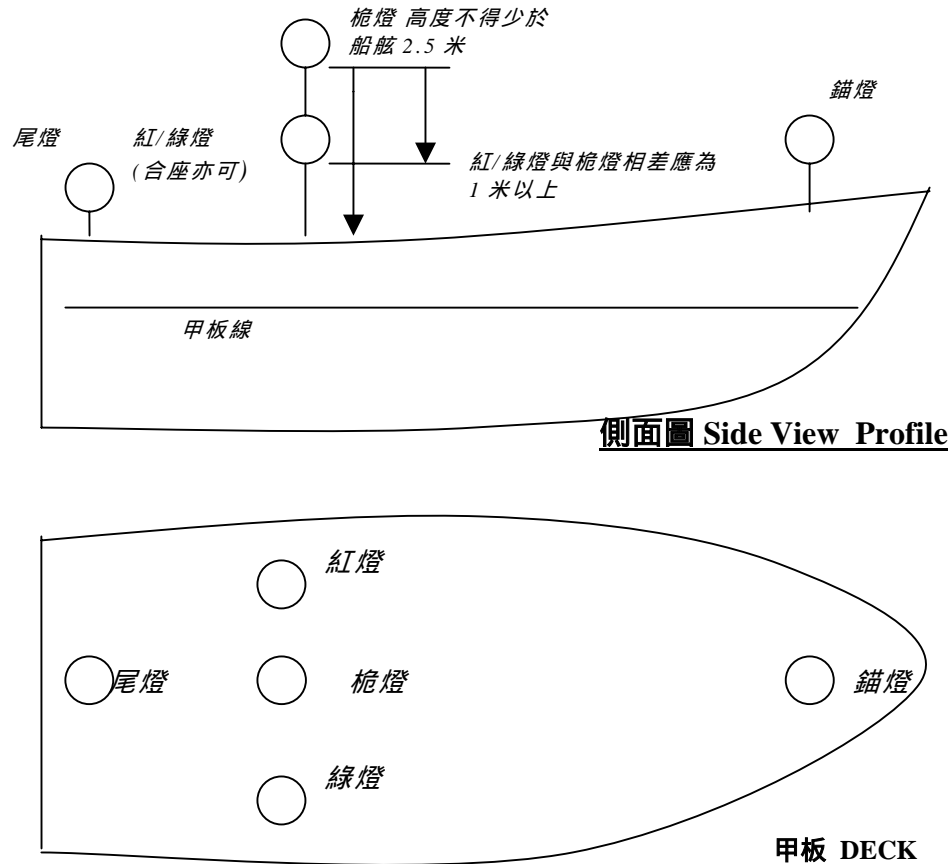 桅燈 高度不得少於
船舷 2.5 米
錨燈
尾燈
紅/綠燈
(合座亦可)
紅/綠燈與桅燈相差應為
1 米以上
甲板線
側面圖 Side View Profile
紅燈
尾燈
桅燈
錨燈
綠燈
甲板 DECK